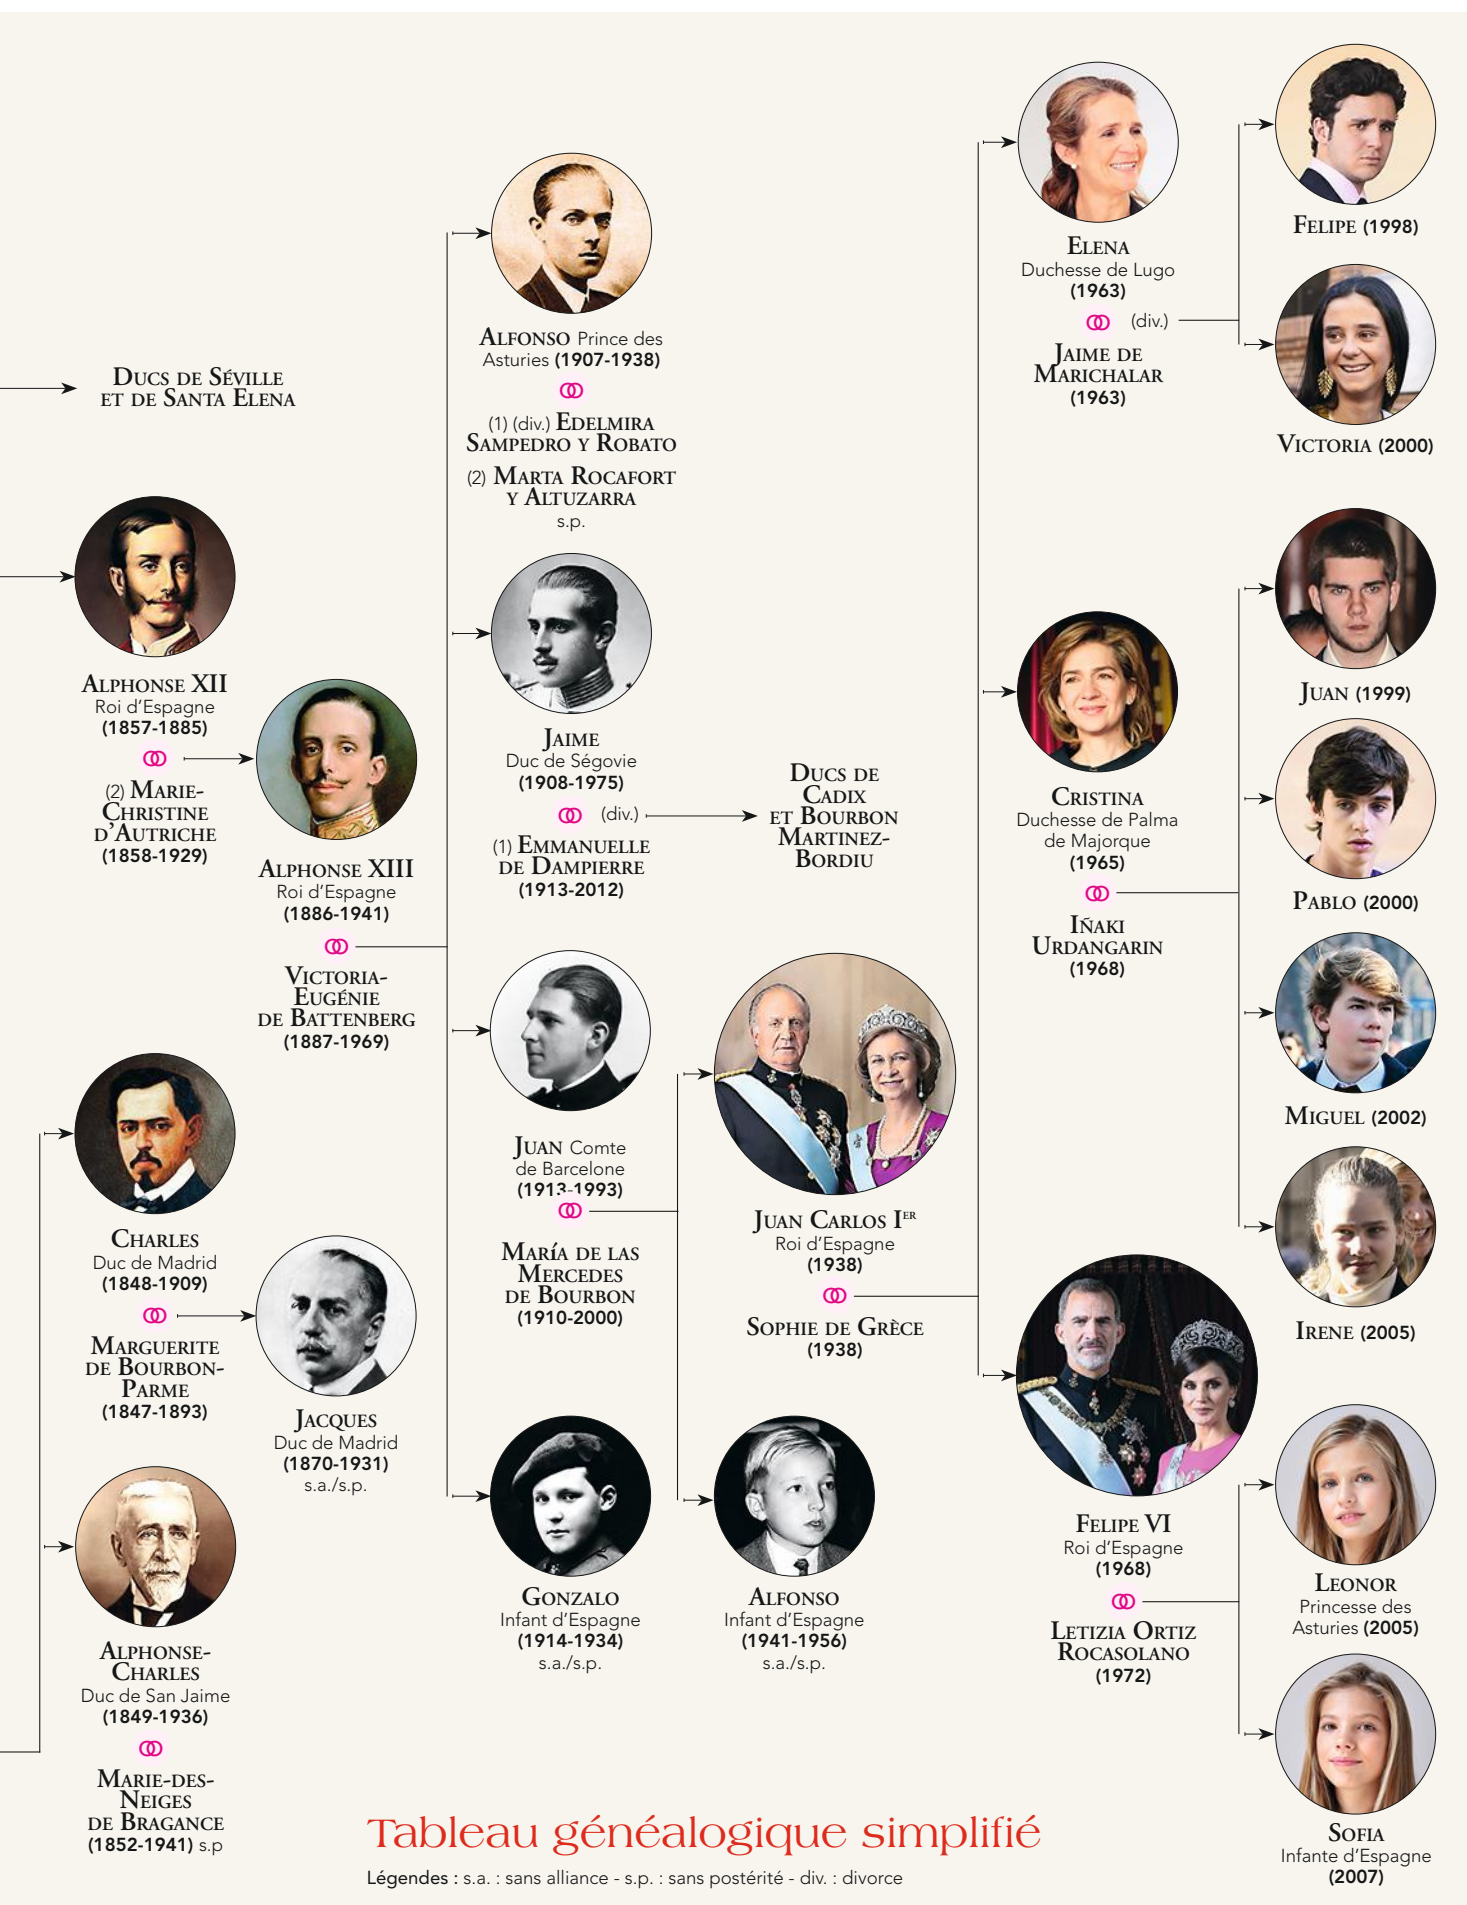 Ducs de Séville
et de Santa Elena
Alphonse XII
Roi d'Espagne
(1857-1885)
(2) Marie-
Christine
d'Autriche
(1858-1929)
Charles
Duc de Madrid
(1848-1909)
Marguerite
de Bourbon-
Parme
(1847-1893)
Alphonse-
Charles
Duc de San Jaime
(1849-1936)
Marie-des-
Neiges
de Bragance
(1852-1941) s.p
Alphonse XIII
Roi d'Espagne
(1886-1941)
Victoria-
Eugénie
de Battenberg
(1887-1969)
Jacques
Duc de Madrid
(1870-1931)
s.a./s.p.
Alfonso Prince des
Asturies (1907-1938)
(1) (div.) Edelmira
Sampedro y Robato
(2) Marta Rocafort
y Altuzarra
s.p.
Jaime
Duc de Ségovie
(1908-1975)
(div.)
(1) Emmanuelle
de Dampierre
(1913-2012)
Ducs de
Cadix
et Bourbon
Martinez-
Bordiu
Juan Comte
de Barcelone
(1913-1993)
María de las
Mercedes
de Bourbon
(1910-2000)
Gonzalo
Infant d'Espagne
(1914-1934)
s.a./s.p.
Juan Carlos Ier
Roi d'Espagne
(1938)
Sophie de Grèce
(1938)
Alfonso
Infant d'Espagne
(1941-1956)
s.a./s.p.
Elena
Duchesse de Lugo
(1963)
(div.)
Jaime de
Marichalar
(1963)
Felipe (1998)
Victoria (2000)
Cristina
Duchesse de Palma
de Majorque
(1965)
Iñaki
Urdangarin
(1968)
Juan (1999)
Pablo (2000)
Miguel (2002)
Irene (2005)
Felipe VI
Roi d'Espagne
(1968)
Letizia Ortiz
Rocasolano
(1972)
Leonor
Princesse des
Asturies (2005)
Sofia
Infante d'Espagne
(2007)
Tableau généalogique simplifié
Légendes : s.a. : sans alliance - s.p. : sans postérité - div. : divorce